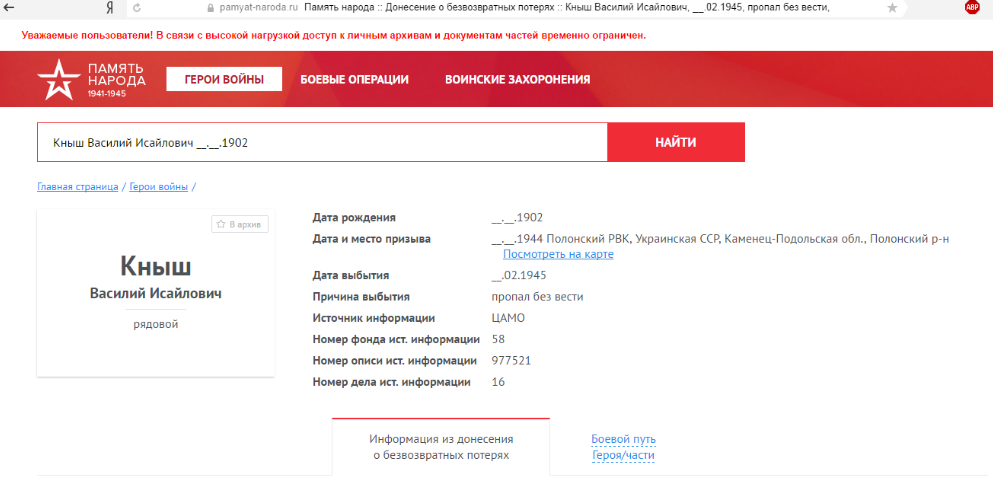 Я pamyat-naroda.ru Память народа :: Донесение о безвозвратных потерях :: Кныш Василий Исайлович, __.02.1945, пропал без вести, ABP
Уважаемые пользователи! В связи с высокой нагрузкой доступ к личным архивам и документам частей временно ограничен.
ПАМЯТЬ
НАРОДА
1941-1945
ГЕРОИ ВОЙНЫ БОЕВЫЕ ОПЕРАЦИИ ВОИНСКИЕ ЗАХОРОНЕНИЯ
Кныш Василий Исайлович __.__.1902 НАЙТИ
Главная страница / Герои войны /
В архив
Кныш
Василий Исайлович
рядовой
Дата рождения __.__.1902
Дата и место призыва __.__.1944 Полонский РВК, Украинская ССР, Каменец-Подольская обл., Полонский р-н
Посмотреть на карте
Дата выбытия __.02.1945
Причина выбытия пропал без вести
Источник информации ЦАМО
Номер фонда ист. информации 58
Номер описи ист. информации 977521
Номер дела ист. информации 16
Информация из донесения
о безвозвратных потерях
Боевой путь
Героя/части